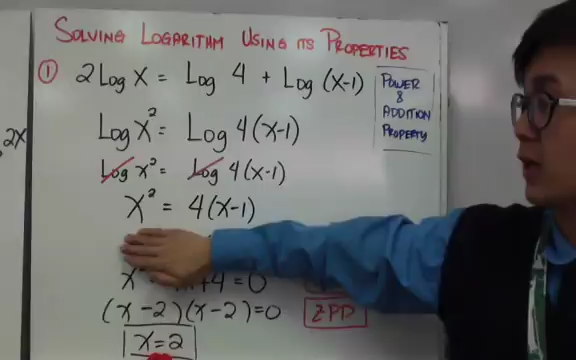 SOLVING LOGARITHM USING ITS PROPERTIES
① 2 Log X = Log 4 + Log (X-1)
POWER
&
ADDITION
PROPERTY
Log X² = Log 4(X-1)
2X
Log X² = Log 4(X-1)
X² = 4(X-1)
+4=0
(X-2)(X-2)=0
ZPP
X=2